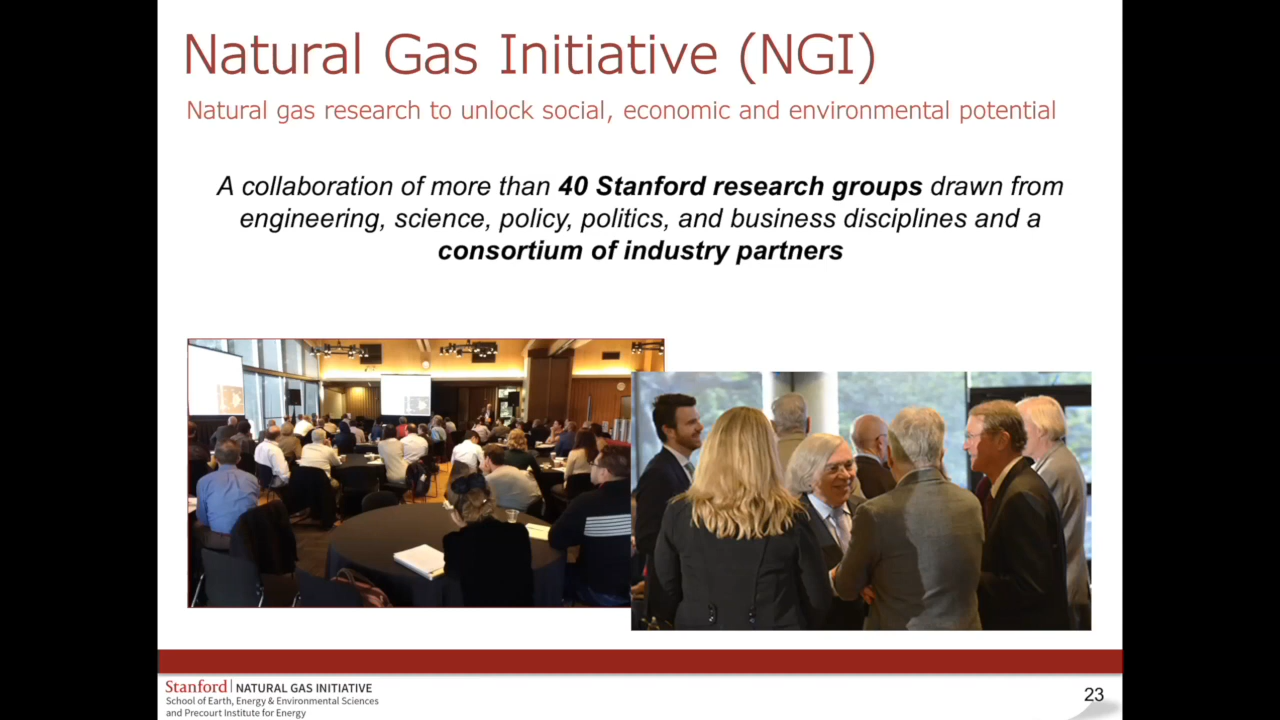 Natural Gas Initiative (NGI)
Natural gas research to unlock social, economic and environmental potential
A collaboration of more than 40 Stanford research groups drawn from
engineering, science, policy, politics, and business disciplines and a
consortium of industry partners
Stanford | NATURAL GAS INITIATIVE
School of Earth, Energy & Environmental Sciences
and Precourt Institute for Energy
23